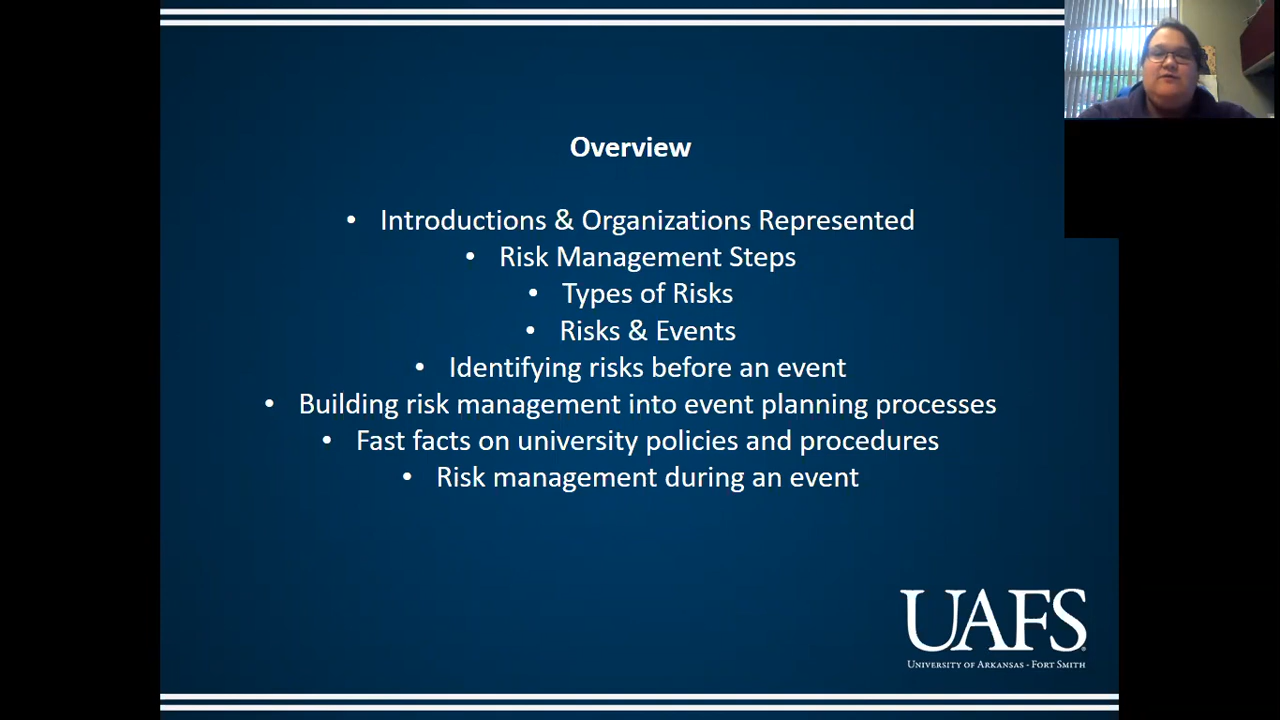 Overview
• Introductions & Organizations Represented
• Risk Management Steps
• Types of Risks
• Risks & Events
• Identifying risks before an event
• Building risk management into event planning processes
• Fast facts on university policies and procedures
• Risk management during an event
UAFS
University of Arkansas - Fort Smith